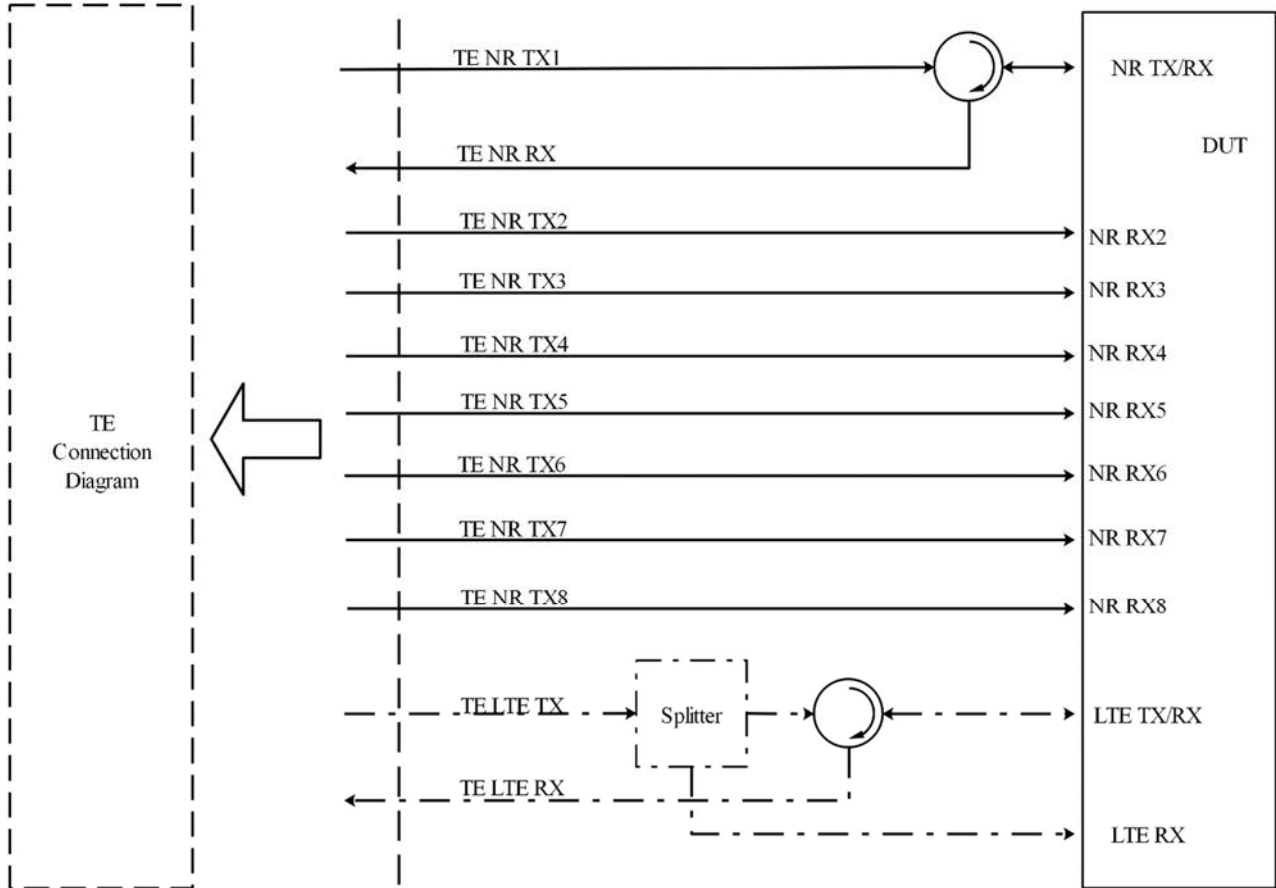 TE NR TX1
NR TX/RX
DUT
TE NR RX
TE NR TX2
NR RX2
TE NR TX3
NR RX3
TE NR TX4
NR RX4
TE NR TX5
NR RX5
TE
Connection
Diagram
TE NR TX6
NR RX6
TE NR TX7
NR RX7
TE NR TX8
NR RX8
TE LTE TX
Splitter
LTE TX/RX
TE LTE RX
LTE RX